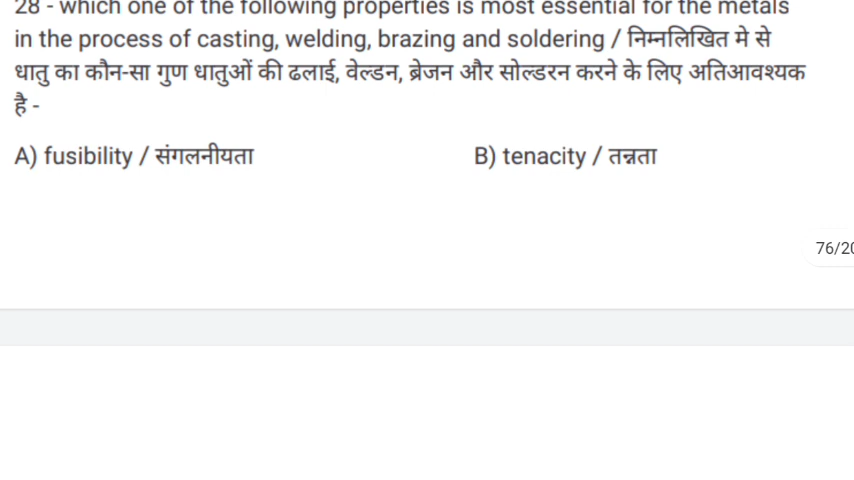 28 - which one of the following properties is most essential for the metals
in the process of casting, welding, brazing and soldering / निम्नलिखित मे से
धातु का कौन-सा गुण धातुओं की ढलाई, वेल्डन, ब्रेजन और सोल्डरन करने के लिए अतिआवश्यक
है -
A) fusibility / संगलनीयता B) tenacity / तन्नता
76/20